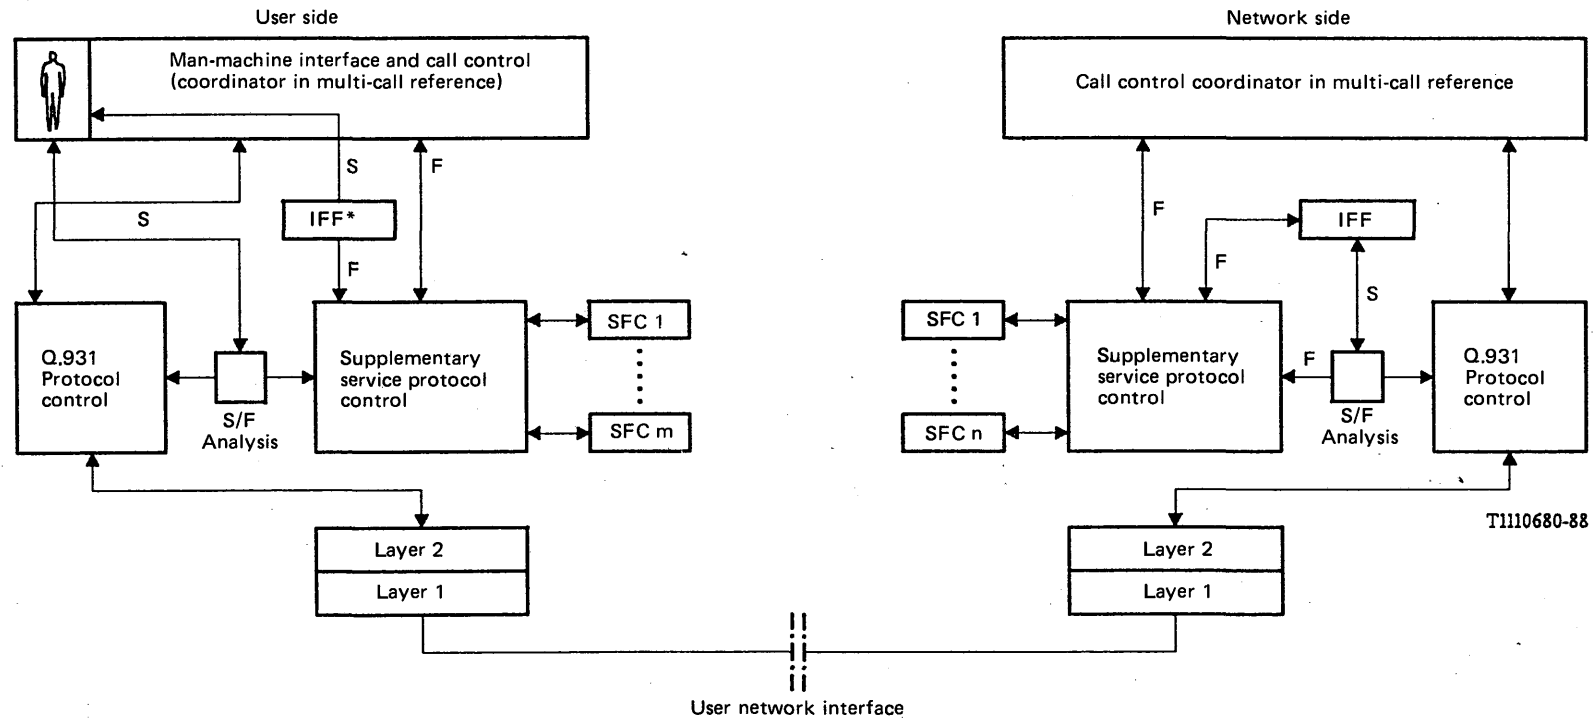 User side
Network side
Man-machine interface and call control
(coordinator in multi-call reference)
Call control coordinator in multi-call reference
S
F
S
IFF*
F
F
IFF
F
S
Q.931
Protocol
control
S/F
Analysis
Supplementary
service protocol
control
SFC 1
SFC m
SFC 1
SFC n
Supplementary
service protocol
control
F
S/F
Analysis
Q.931
Protocol
control
T1110680-88
Layer 2
Layer 1
Layer 2
Layer 1
User network interface